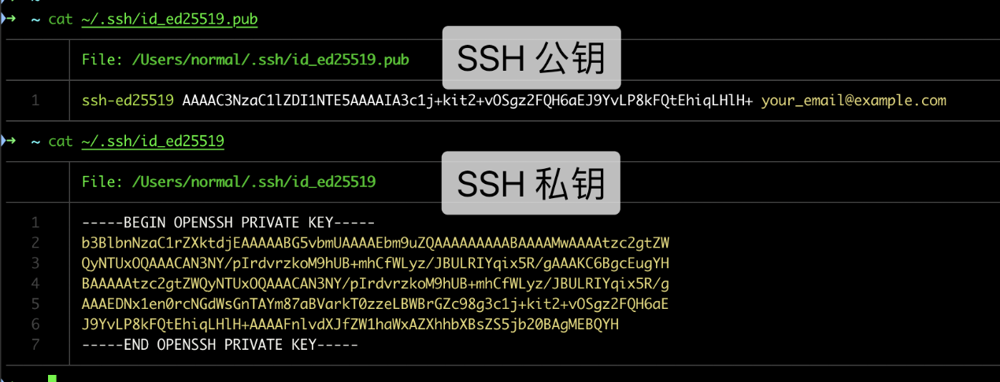 ~ cat ~/.ssh/id_ed25519.pub
File: /Users/normal/.ssh/id_ed25519.pub
SSH 公钥
1 ssh-ed25519 AAAAC3NzaC1lZDI1NTE5AAAAIA3c1j+kit2+vOSgz2FQH6aEJ9YvLP8kFQtEhiqLHlH+ your_email@example.com
~ cat ~/.ssh/id_ed25519
File: /Users/normal/.ssh/id_ed25519
SSH 私钥
1 -----BEGIN OPENSSH PRIVATE KEY-----
2 b3BlbnNzaC1rZXktdjEAAAAABG5vbmUAAAAEbm9uZQAAAAAAAAABAAAAMwAAAAtzc2gtZW
3 QyNTUxOQAAACAN3NY/pIrdvrzkoM9hUB+mhCfWLyz/JBULRIYqix5R/gAAAKC6BgcEugYH
4 BAAAAAtzc2gtZWQyNTUxOQAAACAN3NY/pIrdvrzkoM9hUB+mhCfWLyz/JBULRIYqix5R/g
5 AAAEDNx1en0rcNGdWsGnTAYm87aBVarkT0zzeLBWBrGZc98g3c1j+kit2+vOSgz2FQH6aE
6 J9YvLP8kFQtEhiqLHlH+AAAAFnlvdXJfZW1haWxAZXhhbXBsZS5jb20BAgMEBQYH
7 -----END OPENSSH PRIVATE KEY-----